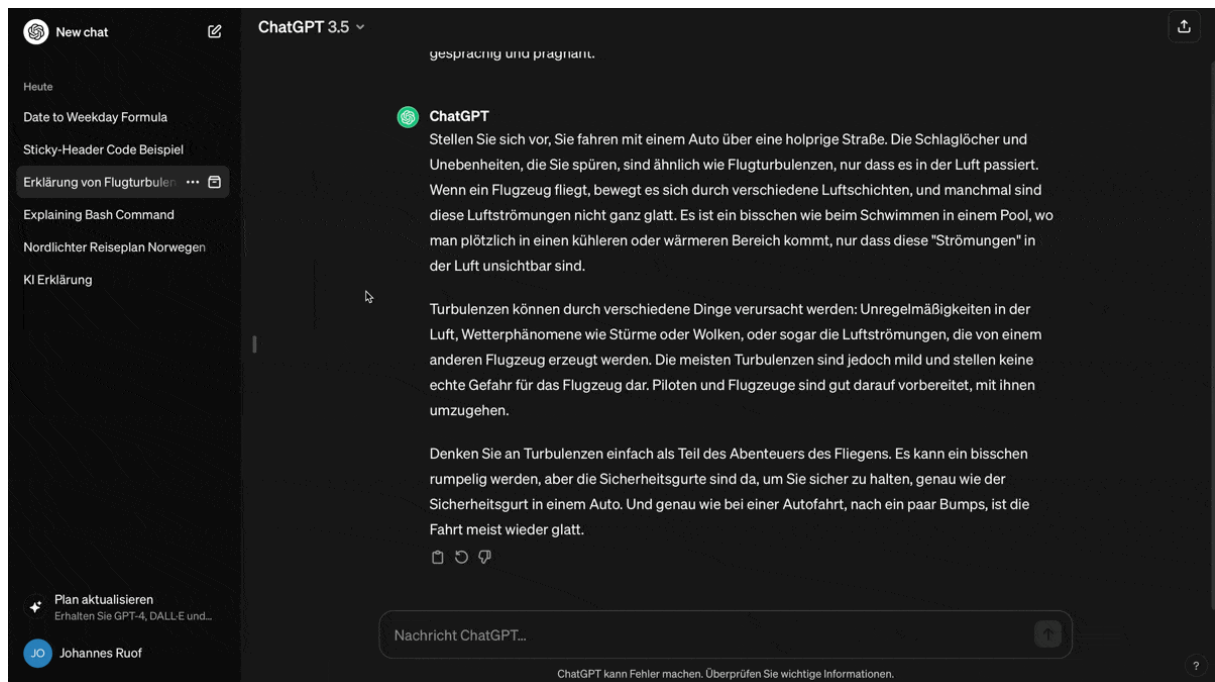 New chat
Heute
Date to Weekday Formula
Sticky-Header Code Beispiel
Erklärung von Flugturbulen
Explaining Bash Command
Nordlichter Reiseplan Norwegen
KI Erklärung
Plan aktualisieren
Erhalten Sie GPT-4, DALL·E und...
JO
Johannes Ruof
ChatGPT 3.5
gesprächig und prägnant.
ChatGPT
Stellen Sie sich vor, Sie fahren mit einem Auto über eine holprige Straße. Die Schlaglöcher und
Unebenheiten, die Sie spüren, sind ähnlich wie Flugturbulenzen, nur dass es in der Luft passiert.
Wenn ein Flugzeug fliegt, bewegt es sich durch verschiedene Luftschichten, und manchmal sind
diese Luftströmungen nicht ganz glatt. Es ist ein bisschen wie beim Schwimmen in einem Pool, wo
man plötzlich in einen kühleren oder wärmeren Bereich kommt, nur dass diese "Strömungen" in
der Luft unsichtbar sind.
Turbulenzen können durch verschiedene Dinge verursacht werden: Unregelmäßigkeiten in der
Luft, Wetterphänomene wie Stürme oder Wolken, oder sogar die Luftströmungen, die von einem
anderen Flugzeug erzeugt werden. Die meisten Turbulenzen sind jedoch mild und stellen keine
echte Gefahr für das Flugzeug dar. Piloten und Flugzeuge sind gut darauf vorbereitet, mit ihnen
umzugehen.
Denken Sie an Turbulenzen einfach als Teil des Abenteuers des Fliegens. Es kann ein bisschen
rumpelig werden, aber die Sicherheitsgurte sind da, um Sie sicher zu halten, genau wie der
Sicherheitsgurt in einem Auto. Und genau wie bei einer Autofahrt, nach ein paar Bumps, ist die
Fahrt meist wieder glatt.
Nachricht ChatGPT...
ChatGPT kann Fehler machen. Überprüfen Sie wichtige Informationen.
?